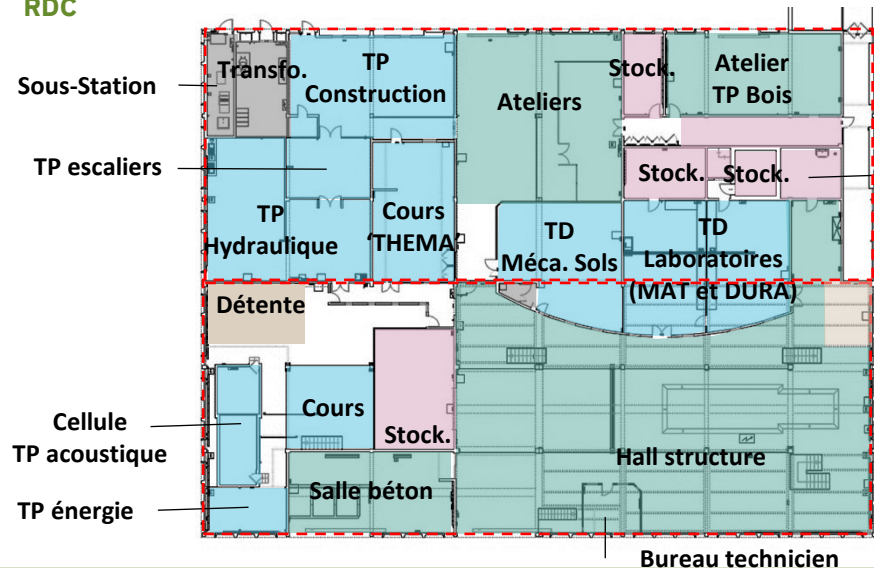 RDC
Sous-Station
Transfo.
TP
Construction
Ateliers
Stock.
Atelier
TP Bois
TP escaliers
TP
Hydraulique
Cours
‘THEMA’
Stock.
Stock.
TD
Méca. Sols
TD
Laboratoires
(MAT et DURA)
Détente
Cellule
TP acoustique
Cours
Stock.
Hall structure
TP énergie
Salle béton
Bureau technicien